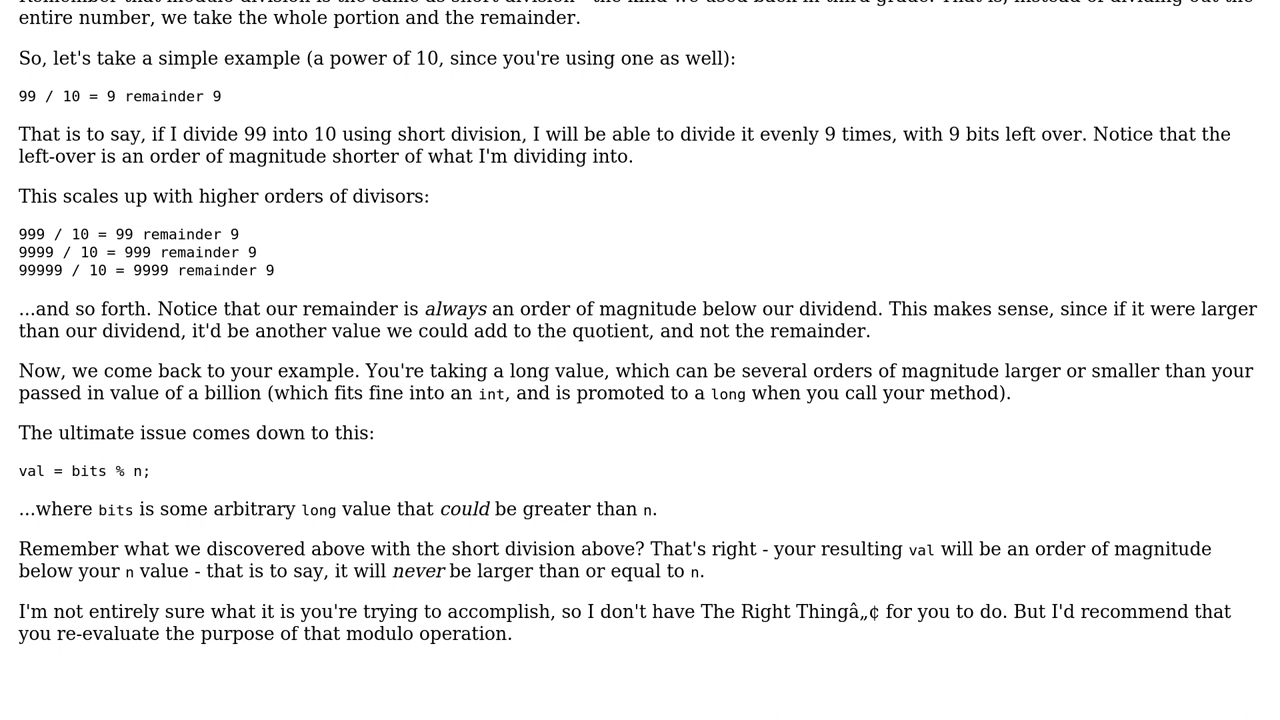 entire number, we take the whole portion and the remainder.
So, let's take a simple example (a power of 10, since you're using one as well):
99 / 10 = 9 remainder 9
That is to say, if I divide 99 into 10 using short division, I will be able to divide it evenly 9 times, with 9 bits left over. Notice that the
left-over is an order of magnitude shorter of what I'm dividing into.
This scales up with higher orders of divisors:
999 / 10 = 99 remainder 9
9999 / 10 = 999 remainder 9
99999 / 10 = 9999 remainder 9
...and so forth. Notice that our remainder is always an order of magnitude below our dividend. This makes sense, since if it were larger
than our dividend, it'd be another value we could add to the quotient, and not the remainder.
Now, we come back to your example. You're taking a long value, which can be several orders of magnitude larger or smaller than your
passed in value of a billion (which fits fine into an int, and is promoted to a long when you call your method).
The ultimate issue comes down to this:
val = bits % n;
...where bits is some arbitrary long value that could be greater than n.
Remember what we discovered above with the short division above? That's right - your resulting val will be an order of magnitude
below your n value - that is to say, it will never be larger than or equal to n.
I'm not entirely sure what it is you're trying to accomplish, so I don't have The Right Thingâ„¢ for you to do. But I'd recommend that
you re-evaluate the purpose of that modulo operation.